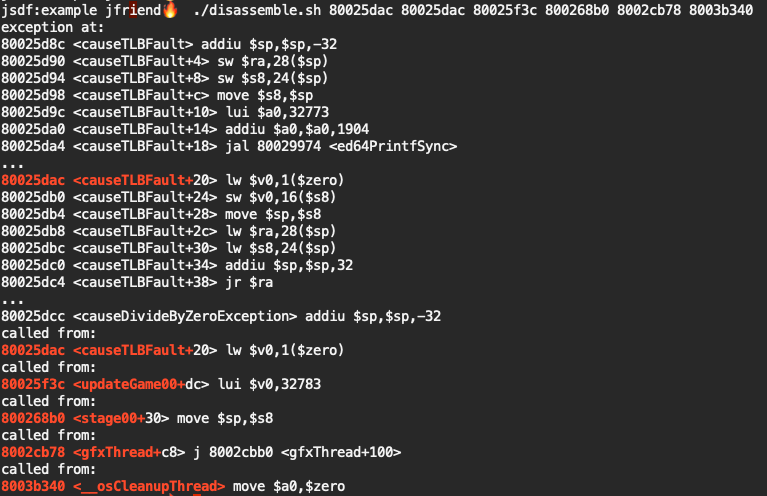 jsdf:example jfriend🔥 ./disassemble.sh 80025dac 80025dac 80025f3c 800268b0 8002cb78 8003b340
exception at:
80025d8c <causeTLBFault> addiu $sp,$sp,−32
80025d90 <causeTLBFault+4> sw $ra,28($sp)
80025d94 <causeTLBFault+8> sw $s8,24($sp)
80025d98 <causeTLBFault+c> move $s8,$sp
80025d9c <causeTLBFault+10> lui $a0,32773
80025da0 <causeTLBFault+14> addiu $a0,$a0,1904
80025da4 <causeTLBFault+18> jal 80029974 <ed64PrintfSync>
...
80025dac <causeTLBFault+20> lw $v0,1($zero)
80025db0 <causeTLBFault+24> sw $v0,16($s8)
80025db4 <causeTLBFault+28> move $sp,$s8
80025db8 <causeTLBFault+2c> lw $ra,28($sp)
80025dbc <causeTLBFault+30> lw $s8,24($sp)
80025dc0 <causeTLBFault+34> addiu $sp,$sp,32
80025dc4 <causeTLBFault+38> jr $ra
...
80025dcc <causeDivideByZeroException> addiu $sp,$sp,−32
called from:
80025dac <causeTLBFault+20> lw $v0,1($zero)
called from:
80025f3c <updateGame00+dc> lui $v0,32783
called from:
800268b0 <stage00+30> move $sp,$s8
called from:
8002cb78 <gfxThread+c8> j 8002cbb0 <gfxThread+100>
called from:
8003b340 <__osCleanupThread> move $a0,$zero